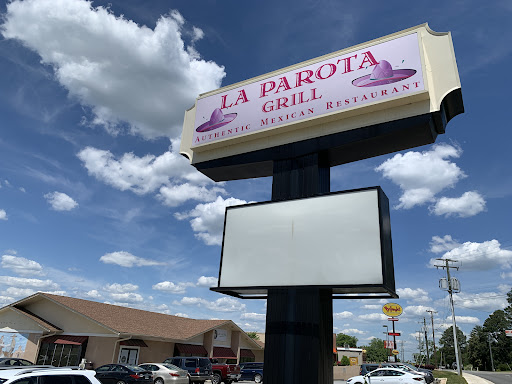 LA PAROTA
GRILL
AUTHENTIC MEXICAN RESTAURANT